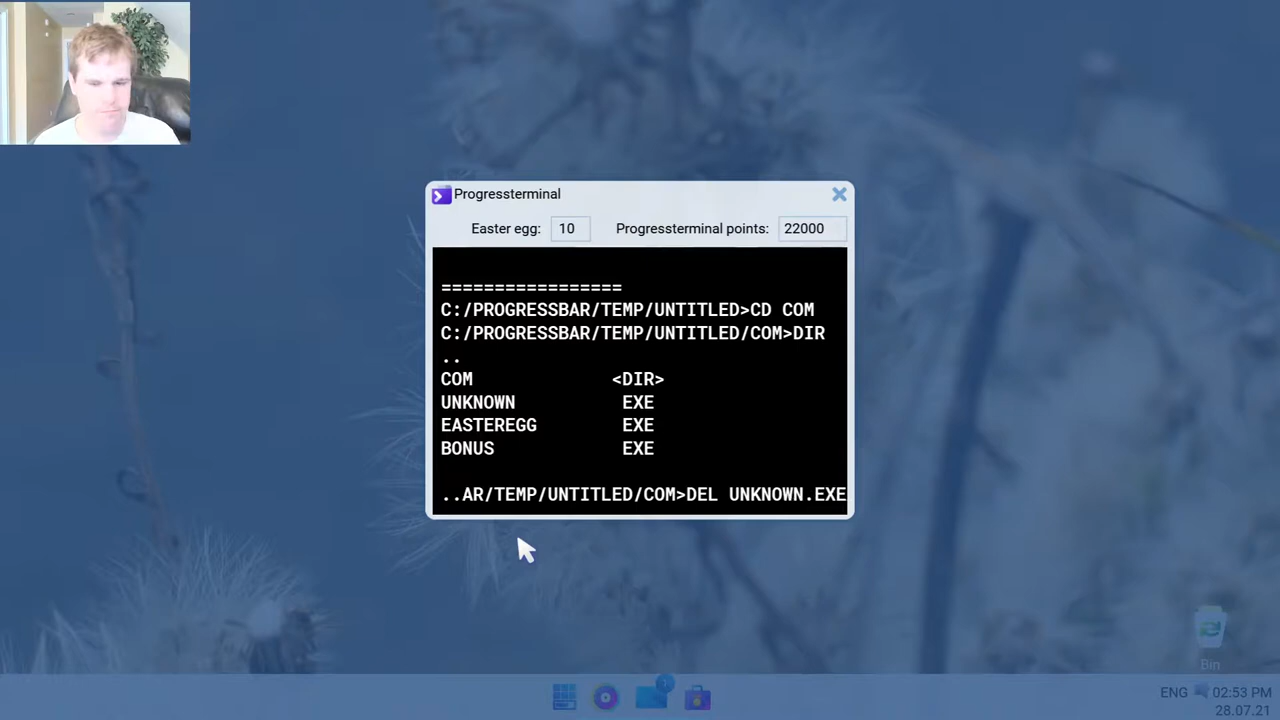 Progressterminal
Easter egg: 10 Progressterminal points: 22000
=================
C:/PROGRESSBAR/TEMP/UNTITLED>CD COM
C:/PROGRESSBAR/TEMP/UNTITLED/COM>DIR
..
COM <DIR>
UNKNOWN EXE
EASTEREGG EXE
BONUS EXE
..AR/TEMP/UNTITLED/COM>DEL UNKNOWN.EXE
Bin
ENG 02:53 PM
28.07.21